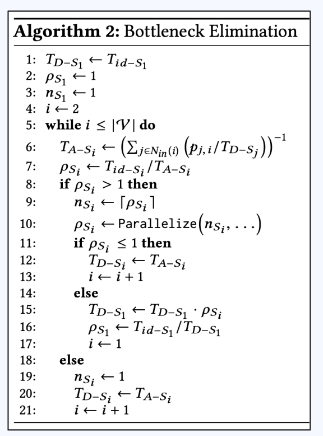 Algorithm 2: Bottleneck Elimination
1: T_{D−S_1} ← T_{id−S_1}
2: ρ_{S_1} ← 1
3: n_{S_1} ← 1
4: i ← 2
5: while i ≤ |𝒱| do
6: T_{A−S_i} ← (∑_{j∈N_{in}(i)} (p_{j,i}/T_{D−S_j}))^{−1}
7: ρ_{S_i} ← T_{id−S_i}/T_{A−S_i}
8: if ρ_{S_i} > 1 then
9: n_{S_i} ← ⌈ρ_{S_i}⌉
10: ρ_{S_i} ← Parallelize(n_{S_i}, . . .)
11: if ρ_{S_i} ≤ 1 then
12: T_{D−S_i} ← T_{A−S_i}
13: i ← i + 1
14: else
15: T_{D−S_1} ← T_{D−S_1} · ρ_{S_i}
16: ρ_{S_1} ← T_{id−S_1}/T_{D−S_1}
17: i ← 1
18: else
19: n_{S_i} ← 1
20: T_{D−S_i} ← T_{A−S_i}
21: i ← i + 1